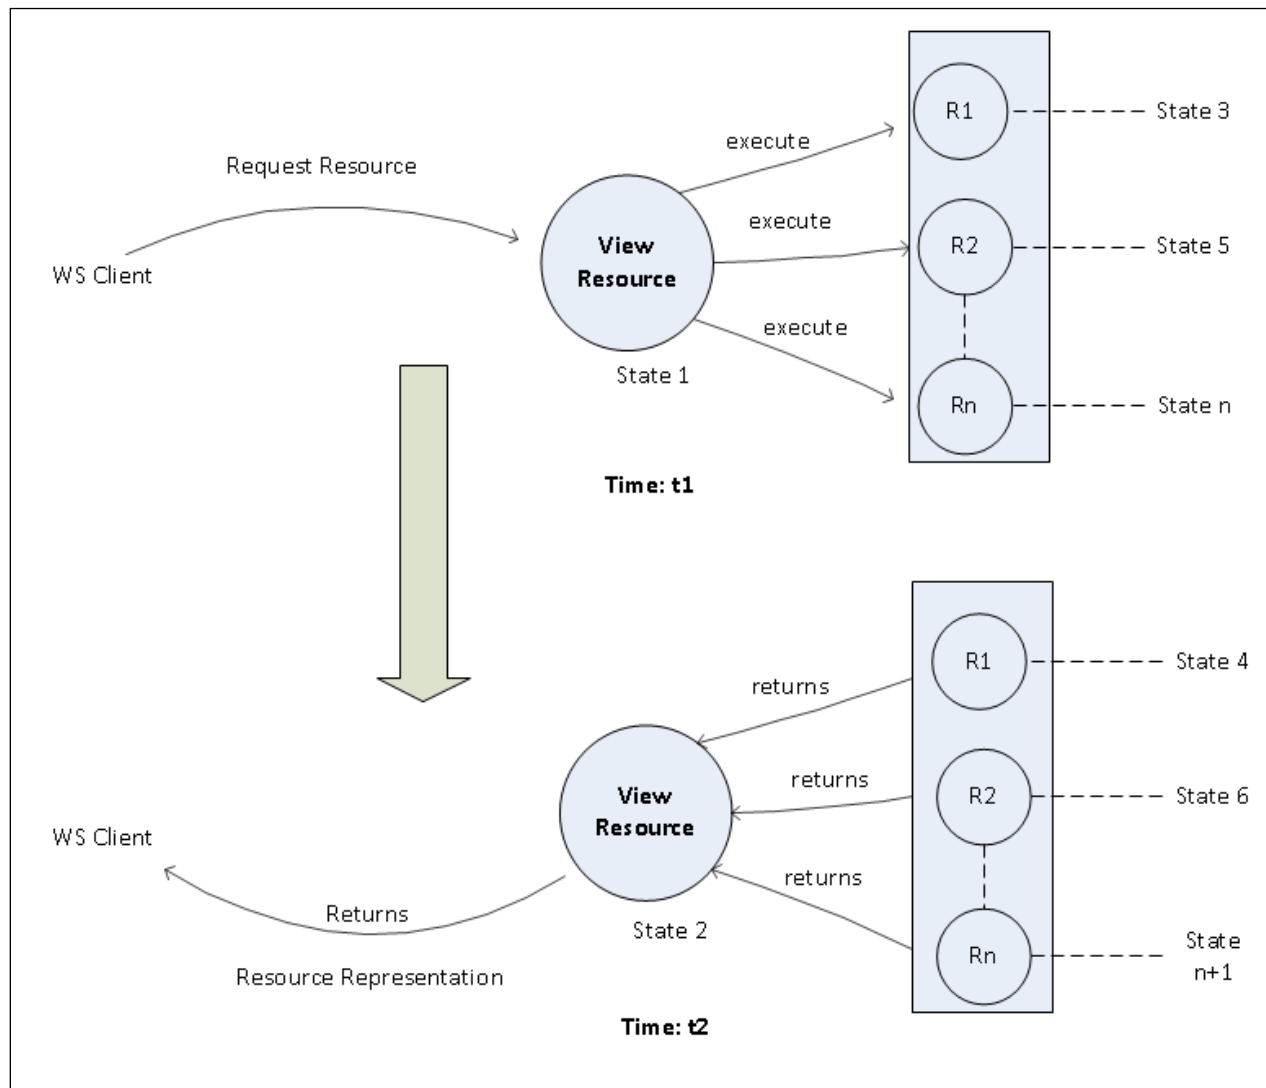 R1
State 3
execute
Request Resource
execute
View
Resource
R2
State 5
WS Client
execute
State 1
Rn
State n
Time: t1
R1
State 4
returns
returns
View
Resource
R2
State 6
WS Client
returns
Returns
State 2
Rn
State
n+1
Resource Representation
Time: t2